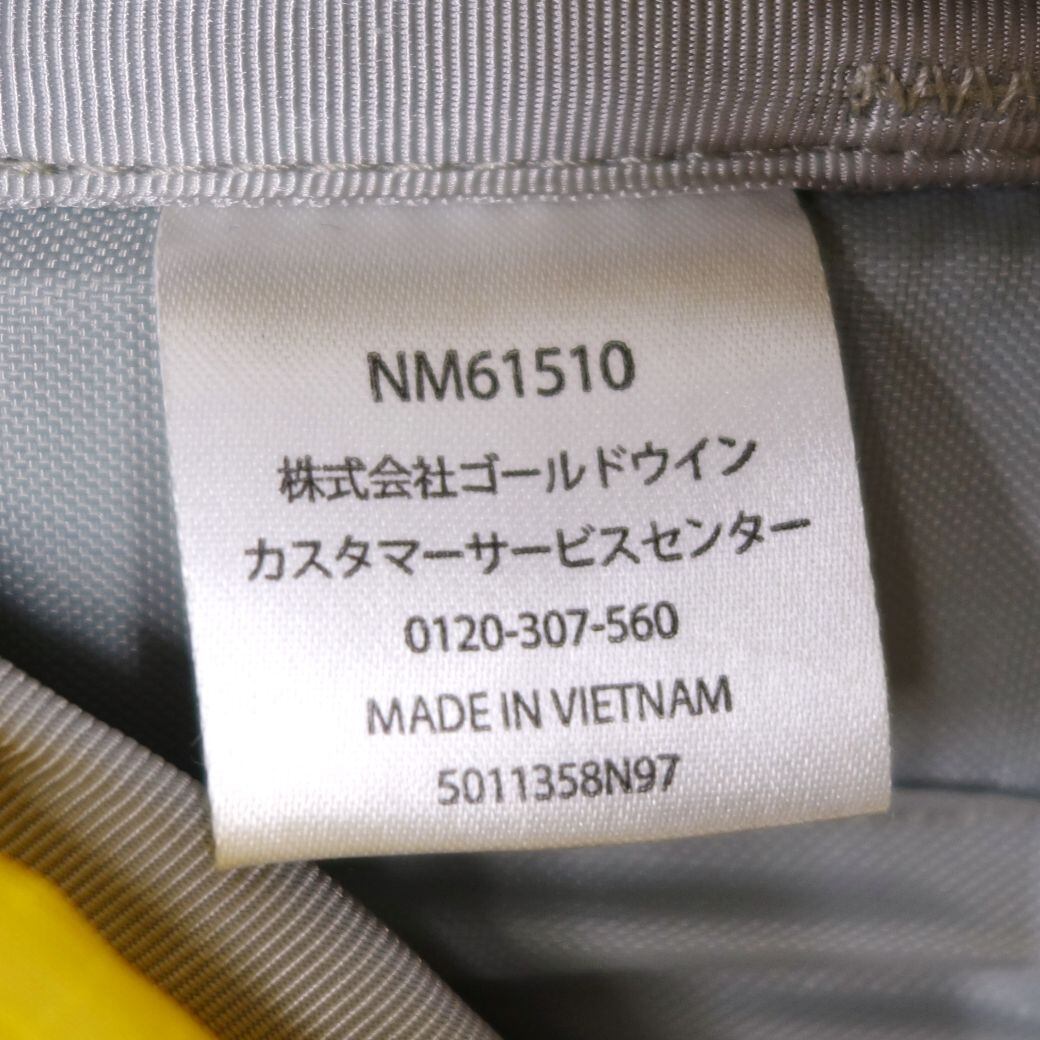 NM61510
株式会社ゴールドウイン
カスタマーサービスセンター
0120-307-560
MADE IN VIETNAM
5011358N97